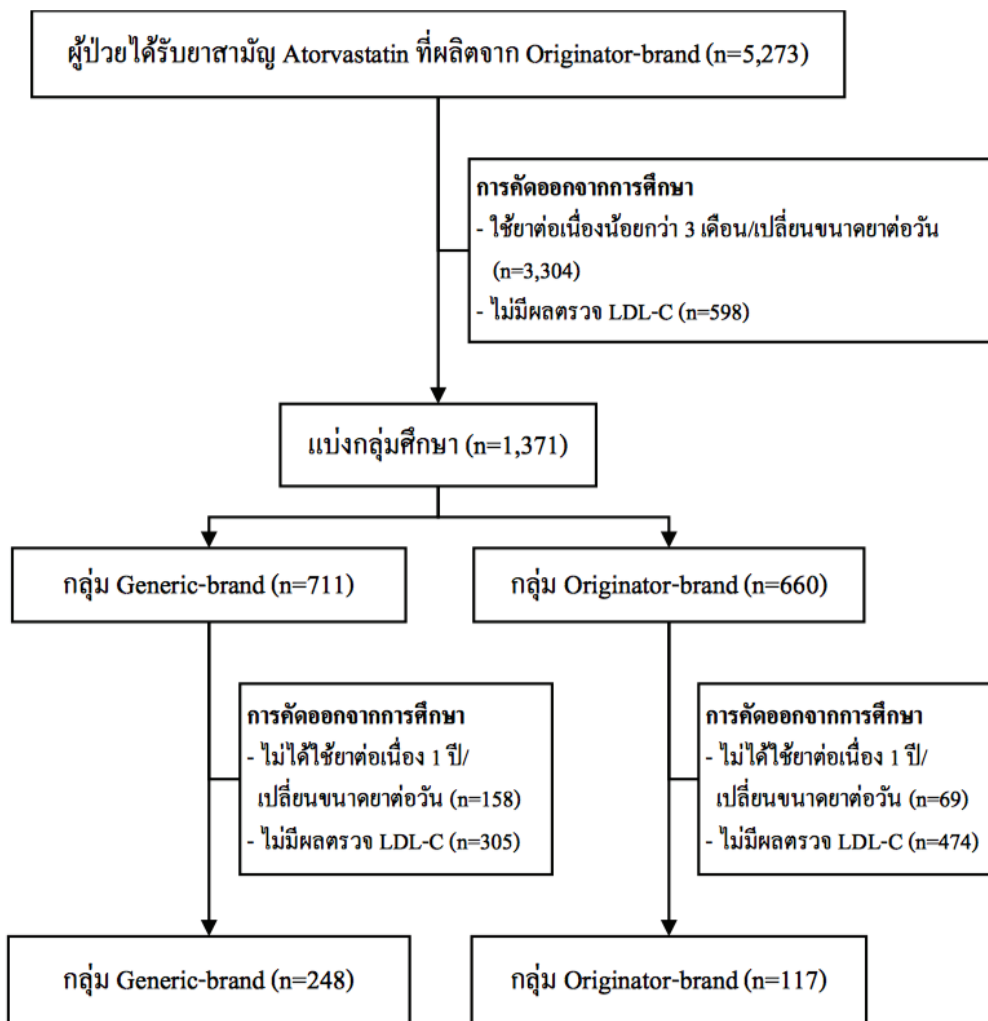 ผู้ป่วยได้รับยาสามัญ Atorvastatin ที่ผลิตจาก Originator-brand (n=5,273)
การคัดออกจากการศึกษา
- ใช้ยาต่อเนื่องน้อยกว่า 3 เดือน/เปลี่ยนขนาดยาต่อวัน
(n=3,304)
- ไม่มีผลตรวจ LDL-C (n=598)
แบ่งกลุ่มศึกษา (n=1,371)
กลุ่ม Generic-brand (n=711)
กลุ่ม Originator-brand (n=660)
การคัดออกจากการศึกษา
- ไม่ได้ใช้ยาต่อเนื่อง 1 ปี/
เปลี่ยนขนาดยาต่อวัน (n=158)
- ไม่มีผลตรวจ LDL-C (n=305)
การคัดออกจากการศึกษา
- ไม่ได้ใช้ยาต่อเนื่อง 1 ปี/
เปลี่ยนขนาดยาต่อวัน (n=69)
- ไม่มีผลตรวจ LDL-C (n=474)
กลุ่ม Generic-brand (n=248)
กลุ่ม Originator-brand (n=117)